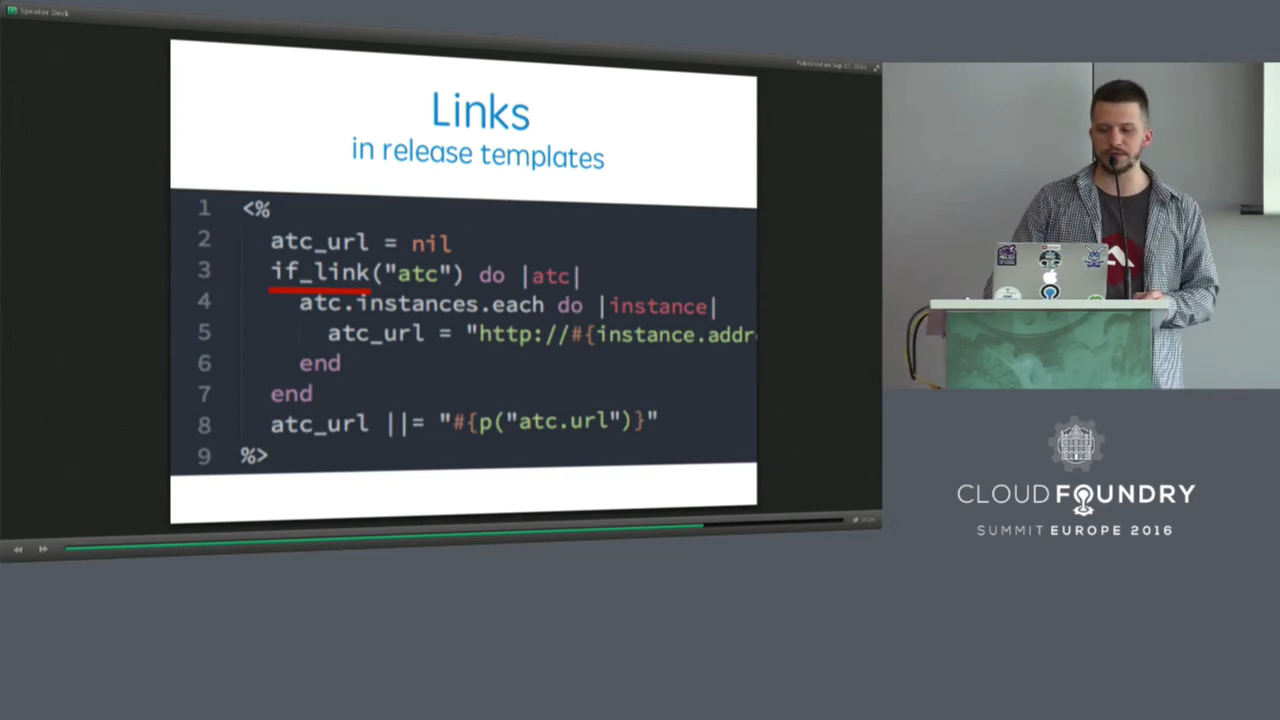 Speaker Deck
Links
in release templates
1 <%
2 atc_url = nil
3 if_link("atc") do |atc|
4 atc.instances.each do |instance|
5 atc_url = "http://#{instance.addr
6 end
7 end
8 atc_url ||= "#{p("atc.url")}"
9 %>
CLOUD FOUNDRY
SUMMIT EUROPE 2016